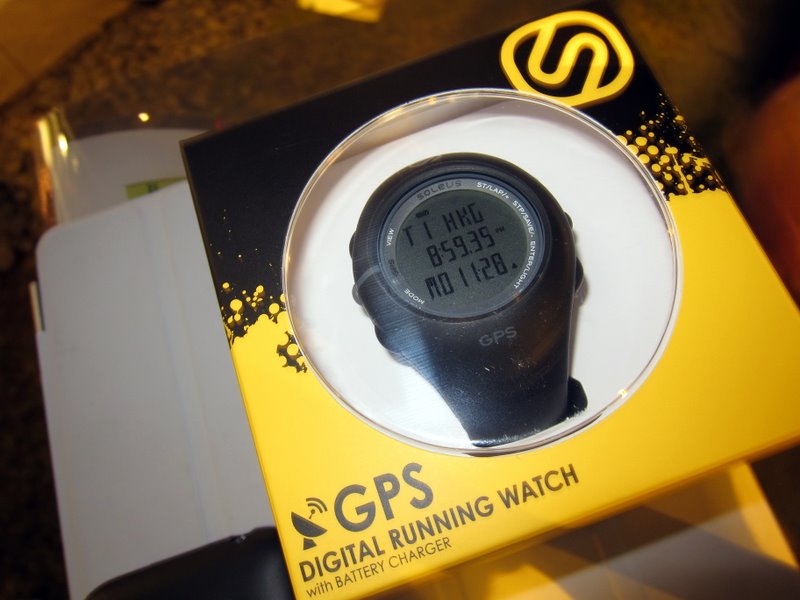 SOLEUS
ST/LAP/+
STP/SAVE/-
ENTER/LIGHT
VIEW
MODE
T1 HKG
8:59.35 PM
MO 11:28
GPS
GPS
DIGITAL RUNNING WATCH
with BATTERY CHARGER